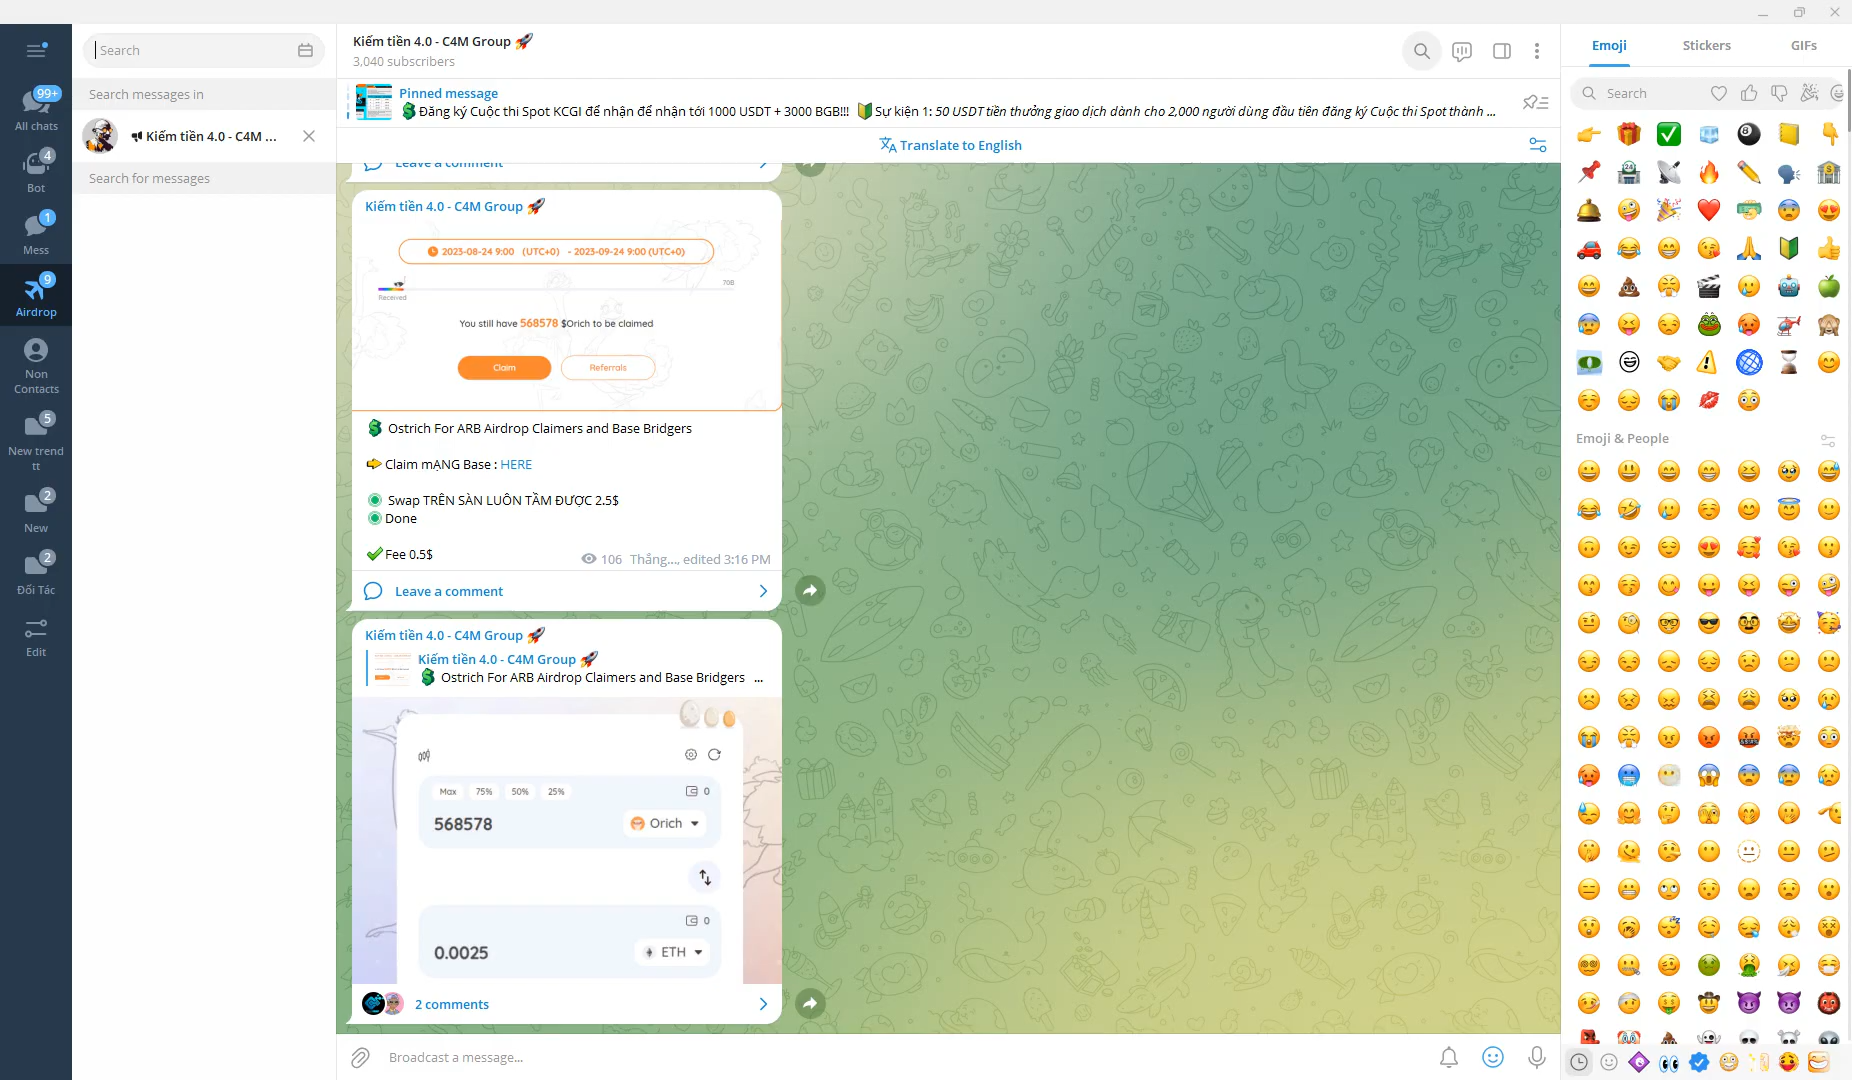 Search
Search messages in
Kiếm tiền 4.0 - C4M ...
Search for messages
99+
All chats
4
Bot
1
Mess
9
Airdrop
Non
Contacts
5
New trend
tt
2
New
2
Đối Tác
Edit
Kiếm tiền 4.0 - C4M Group
3,040 subscribers
Pinned message
Đăng ký Cuộc thi Spot KCGI để nhận để nhận tới 1000 USDT + 3000 BGB!!! Sự kiện 1: 50 USDT tiền thưởng giao dịch dành cho 2,000 người dùng đầu tiên đăng ký Cuộc thi Spot thành ...
Translate to English
Leave a comment
Kiếm tiền 4.0 - C4M Group
2023-08-24 9:00 (UTC+0) - 2023-09-24 9:00 (UTC+0)
70B
Received
You still have 568578 $Orich to be claimed
Claim Referrals
Ostrich For ARB Airdrop Claimers and Base Bridgers
Claim mẠNG Base : HERE
Swap TRÊN SÀN LUÔN TẦM ĐƯỢC 2.5$
Done
Fee 0.5$
106 Thắng..., edited 3:16 PM
Leave a comment
Kiếm tiền 4.0 - C4M Group
Kiếm tiền 4.0 - C4M Group
Ostrich For ARB Airdrop Claimers and Base Bridgers ...
Max 75% 50% 25% 0
568578 Orich
0
0.0025 ETH
2 comments
Broadcast a message...
Emoji Stickers GIFs
Search
Emoji & People